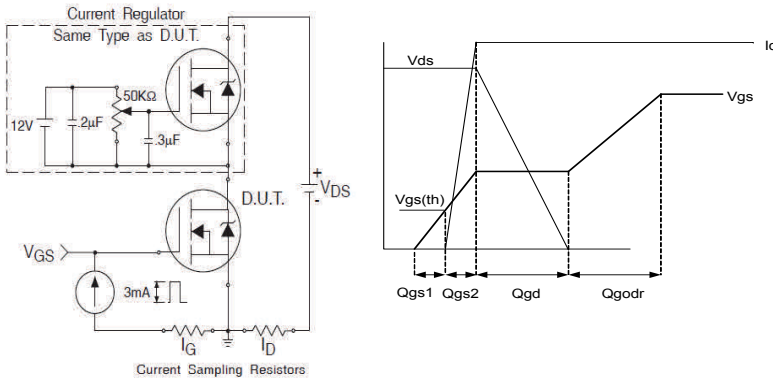 Current Regulator
Same Type as D.U.T.
50KΩ
12V
.2μF
.3μF
D.U.T.
+
VDS
-
VGS
3mA
IG
ID
Current Sampling Resistors
Id
Vds
Vgs
Vgs(th)
Qgs1
Qgs2
Qgd
Qgodr